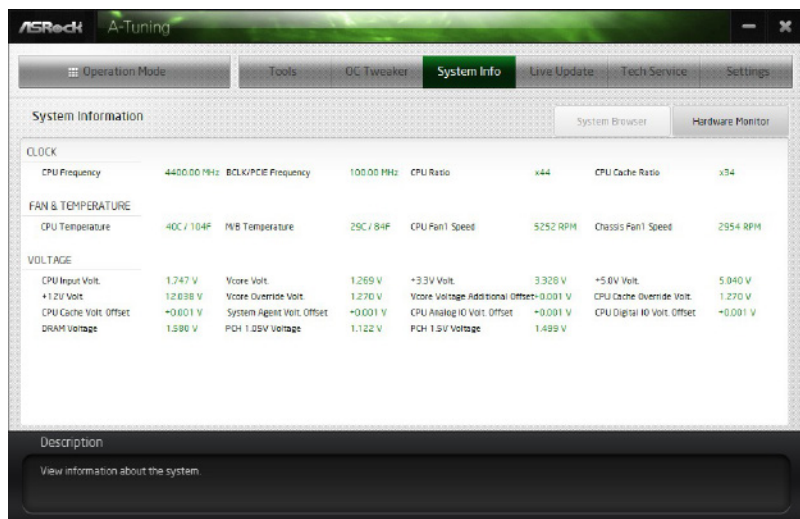 ASRock A-Tuning
Operation Mode Tools OC Tweaker System Info Live Update Tech Service Settings
System Information System Browser Hardware Monitor
CLOCK
CPU Frequency 4400.00 MHz BCLK/PCIE Frequency 100.00 MHz CPU Ratio x44 CPU Cache Ratio x34
FAN & TEMPERATURE
CPU Temperature 40C / 104F M/B Temperature 29C / 84F CPU Fan1 Speed 5252 RPM Chassis Fan1 Speed 2954 RPM
VOLTAGE
CPU Input Volt. 1.747 V Vcore Volt. 1.269 V +3.3V Volt. 3.328 V +5.0V Volt. 5.040 V
+12V Volt 12.038 V Vcore Override Volt. 1.270 V Vcore Voltage Additional Offset +0.001 V CPU Cache Override Volt. 1.270 V
CPU Cache Volt. Offset +0.001 V System Agent Volt. Offset +0.001 V CPU Analog IO Volt. Offset +0.001 V CPU Digital IO Volt. Offset +0.001 V
DRAM Voltage 1.580 V PCH 1.05V Voltage 1.122 V PCH 1.5V Voltage 1.499 V
Description
View information about the system.